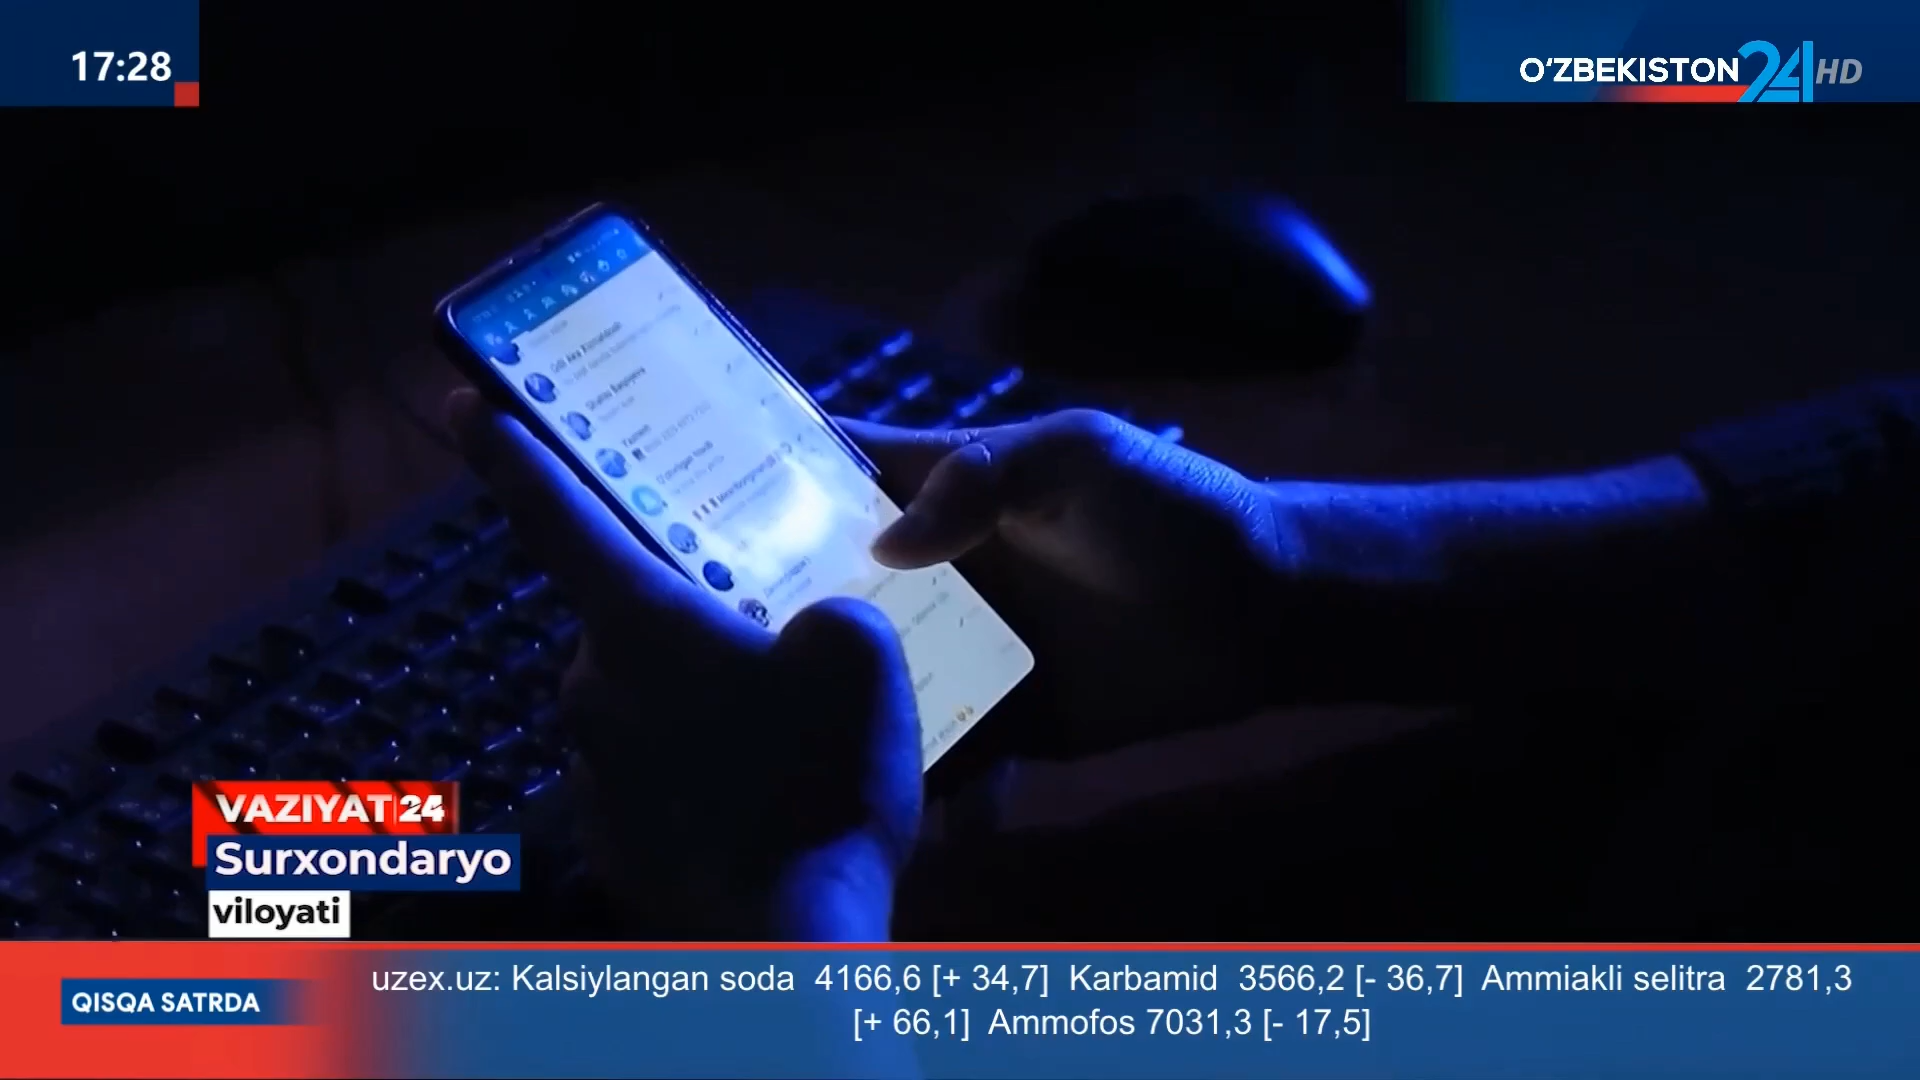 17:28
O‘ZBEKISTON 24 HD
VAZIYAT 24
Surxondaryo
viloyati
QISQA SATRDA
uzex.uz: Kalsiylangan soda 4166,6 [+ 34,7] Karbamid 3566,2 [- 36,7] Ammiakli selitra 2781,3
[+ 66,1] Ammofos 7031,3 [- 17,5]